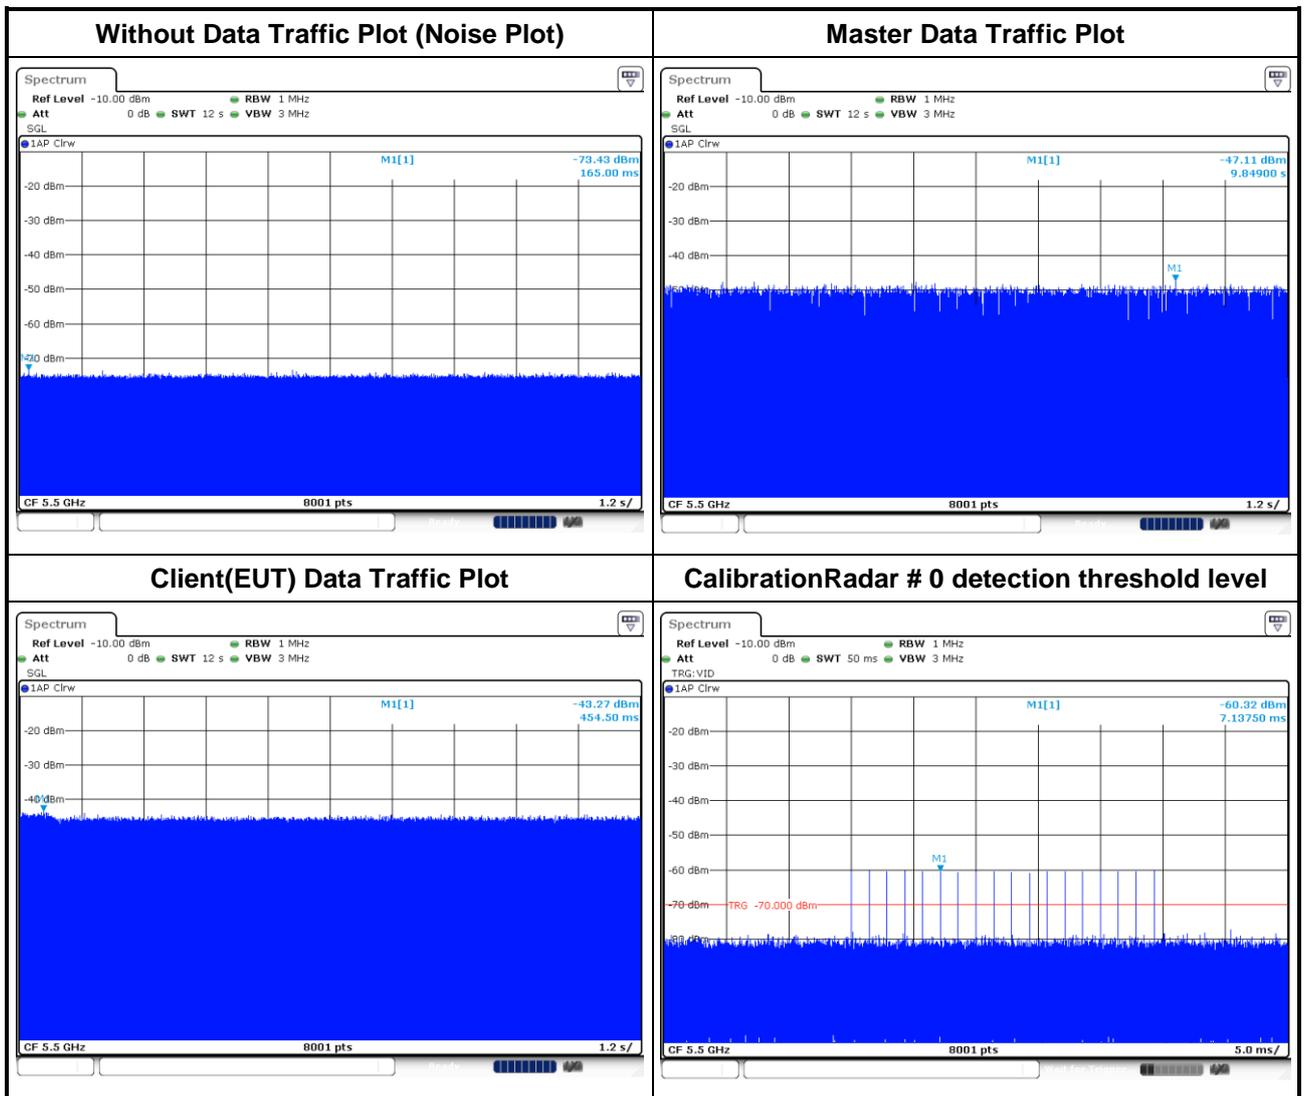 Without Data Traffic Plot (Noise Plot)
Spectrum
Ref Level -10.00 dBm RBW 1 MHz
Att 0 dB SWT 12 s VBW 3 MHz
SGL
1AP Clrw
M1[1] -73.43 dBm
165.00 ms
-20 dBm
-30 dBm
-40 dBm
-50 dBm
-60 dBm
CF 5.5 GHz 8001 pts 1.2 s/
Master Data Traffic Plot
Spectrum
Ref Level -10.00 dBm RBW 1 MHz
Att 0 dB SWT 12 s VBW 3 MHz
SGL
1AP Clrw
M1[1] -47.11 dBm
9.84900 s
-20 dBm
-30 dBm
-40 dBm
M1
CF 5.5 GHz 8001 pts 1.2 s/
Client(EUT) Data Traffic Plot
Spectrum
Ref Level -10.00 dBm RBW 1 MHz
Att 0 dB SWT 12 s VBW 3 MHz
SGL
1AP Clrw
M1[1] -43.27 dBm
454.50 ms
-20 dBm
-30 dBm
CF 5.5 GHz 8001 pts 1.2 s/
CalibrationRadar # 0 detection threshold level
Spectrum
Ref Level -10.00 dBm RBW 1 MHz
Att 0 dB SWT 50 ms VBW 3 MHz
TRG:VID
1AP Clrw
M1[1] -60.32 dBm
7.13750 ms
-20 dBm
-30 dBm
-40 dBm
-50 dBm
M1
-60 dBm
-70 dBm TRG -70.000 dBm
CF 5.5 GHz 8001 pts 5.0 ms/